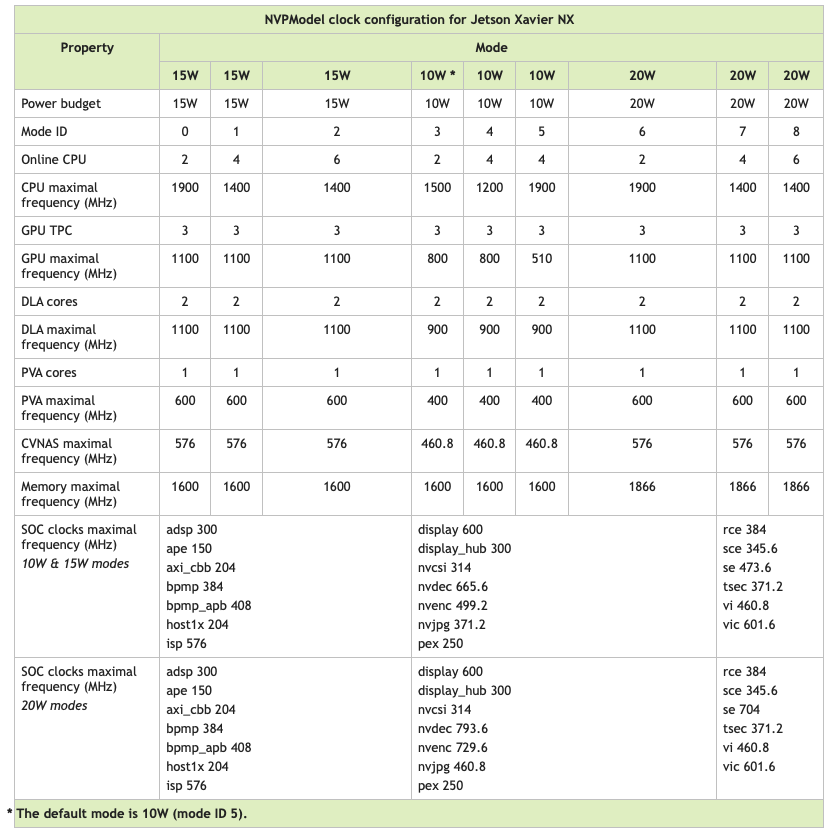 NVPModel clock configuration for Jetson Xavier NX
Property Mode
15W 15W 15W 10W * 10W 10W 20W 20W 20W
Power budget 15W 15W 15W 10W 10W 10W 20W 20W 20W
Mode ID 0 1 2 3 4 5 6 7 8
Online CPU 2 4 6 2 4 4 2 4 6
CPU maximal 1900 1400 1400 1500 1200 1900 1900 1400 1400
frequency (MHz)
GPU TPC 3 3 3 3 3 3 3 3 3
GPU maximal 1100 1100 1100 800 800 510 1100 1100 1100
frequency (MHz)
DLA cores 2 2 2 2 2 2 2 2 2
DLA maximal 1100 1100 1100 900 900 900 1100 1100 1100
frequency (MHz)
PVA cores 1 1 1 1 1 1 1 1 1
PVA maximal 600 600 600 400 400 400 600 600 600
frequency (MHz)
CVNAS maximal 576 576 576 460.8 460.8 460.8 576 576 576
frequency (MHz)
Memory maximal 1600 1600 1600 1600 1600 1600 1866 1866 1866
frequency (MHz)
SOC clocks maximal
frequency (MHz)
10W & 15W modes
adsp 300
ape 150
axi_cbb 204
bpmp 384
bpmp_apb 408
host1x 204
isp 576
display 600
display_hub 300
nvcsi 314
nvdec 665.6
nvenc 499.2
nvjpg 371.2
pex 250
rce 384
sce 345.6
se 473.6
tsec 371.2
vi 460.8
vic 601.6
SOC clocks maximal
frequency (MHz)
20W modes
adsp 300
ape 150
axi_cbb 204
bpmp 384
bpmp_apb 408
host1x 204
isp 576
display 600
display_hub 300
nvcsi 314
nvdec 793.6
nvenc 729.6
nvjpg 460.8
pex 250
rce 384
sce 345.6
se 704
tsec 371.2
vi 460.8
vic 601.6
* The default mode is 10W (mode ID 5).